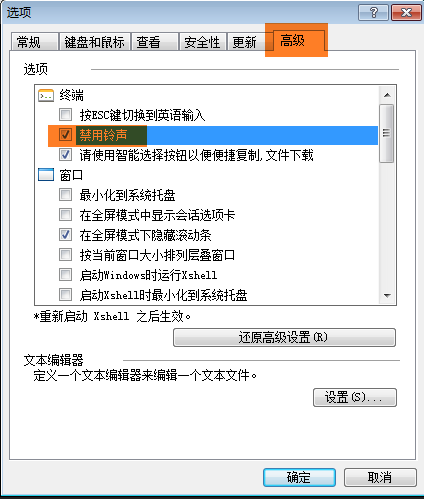 选项
常规 键盘和鼠标 查看 安全性 更新 高级
选项
终端
按ESC键切换到英语输入
禁用铃声
请使用智能选择按钮以便便捷复制,文件下载
窗口
最小化到系统托盘
在全屏模式中显示会话选项卡
在全屏模式下隐藏滚动条
按当前窗口大小排列层叠窗口
启动Windows时运行Xshell
启动Xshell时最小化到系统托盘
*重新启动 Xshell 之后生效。
还原高级设置(R)
文本编辑器
定义一个文本编辑器来编辑一个文本文件。
设置(S)...
确定 取消